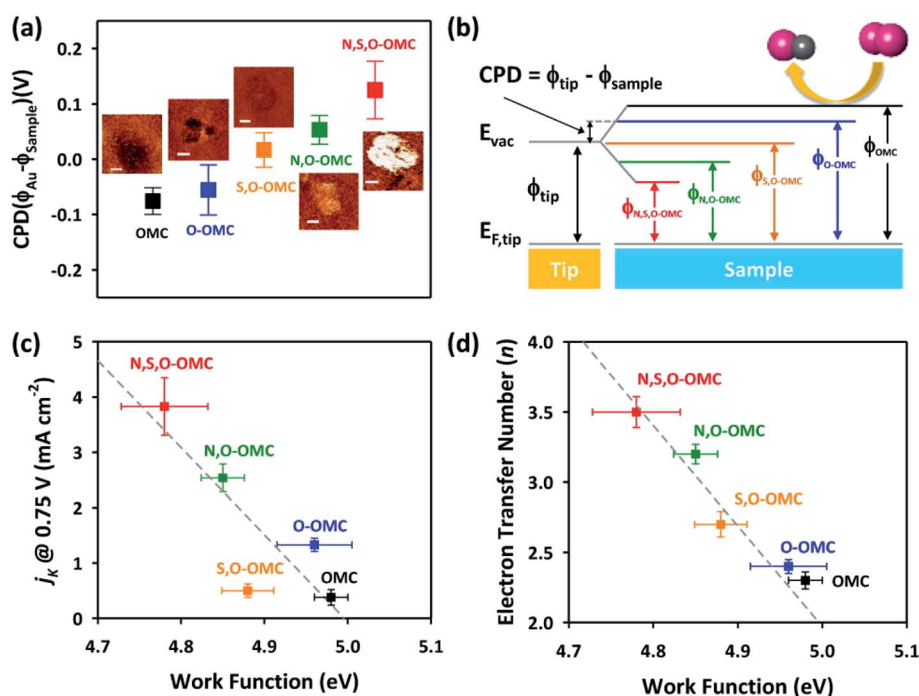 (a)
CPD(ϕAu-ϕSample)(V)
0.2
0.1
0.0
-0.1
-0.2
N,S,O-OMC
N,O-OMC
S,O-OMC
OMC
O-OMC
(b)
CPD = ϕtip - ϕsample
Evac
ϕtip
EF,tip
ϕN,S,O-OMC
ϕN,O-OMC
ϕS,O-OMC
ϕO-OMC
ϕOMC
Tip
Sample
(c)
jK @ 0.75 V (mA cm-2)
5
4
3
2
1
0
N,S,O-OMC
N,O-OMC
O-OMC
S,O-OMC
OMC
4.7 4.8 4.9 5.0 5.1
Work Function (eV)
(d)
Electron Transfer Number (n)
4.0
3.5
3.0
2.5
2.0
N,S,O-OMC
N,O-OMC
S,O-OMC
O-OMC
OMC
4.7 4.8 4.9 5.0 5.1
Work Function (eV)